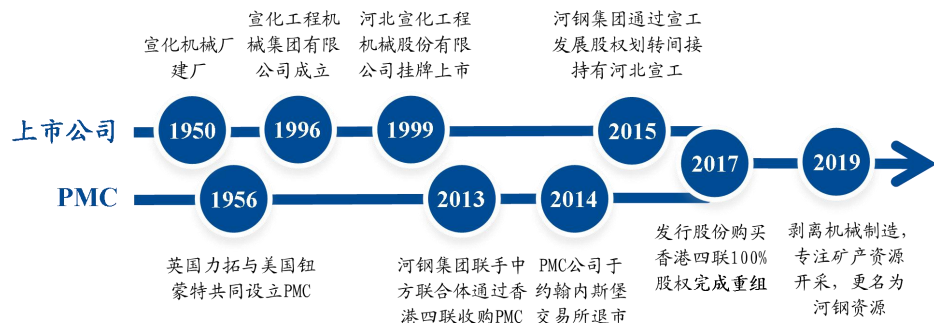 宣化机械厂
建厂
宣化工程机
械集团有限
公司成立
河北宣化工程
机械股份有限
公司挂牌上市
河钢集团通过宣工
发展股权划转间接
持有河北宣工
上市公司
1950
1996
1999
2015
2017
2019
PMC
1956
2013
2014
英国力拓与美国钮
蒙特共同设立PMC
河钢集团联手中
方联合体通过香
港四联收购PMC
PMC公司于
约翰内斯堡
交易所退市
发行股份购买
香港四联100%
股权完成重组
剥离机械制造，
专注矿产资源
开采，更名为
河钢资源